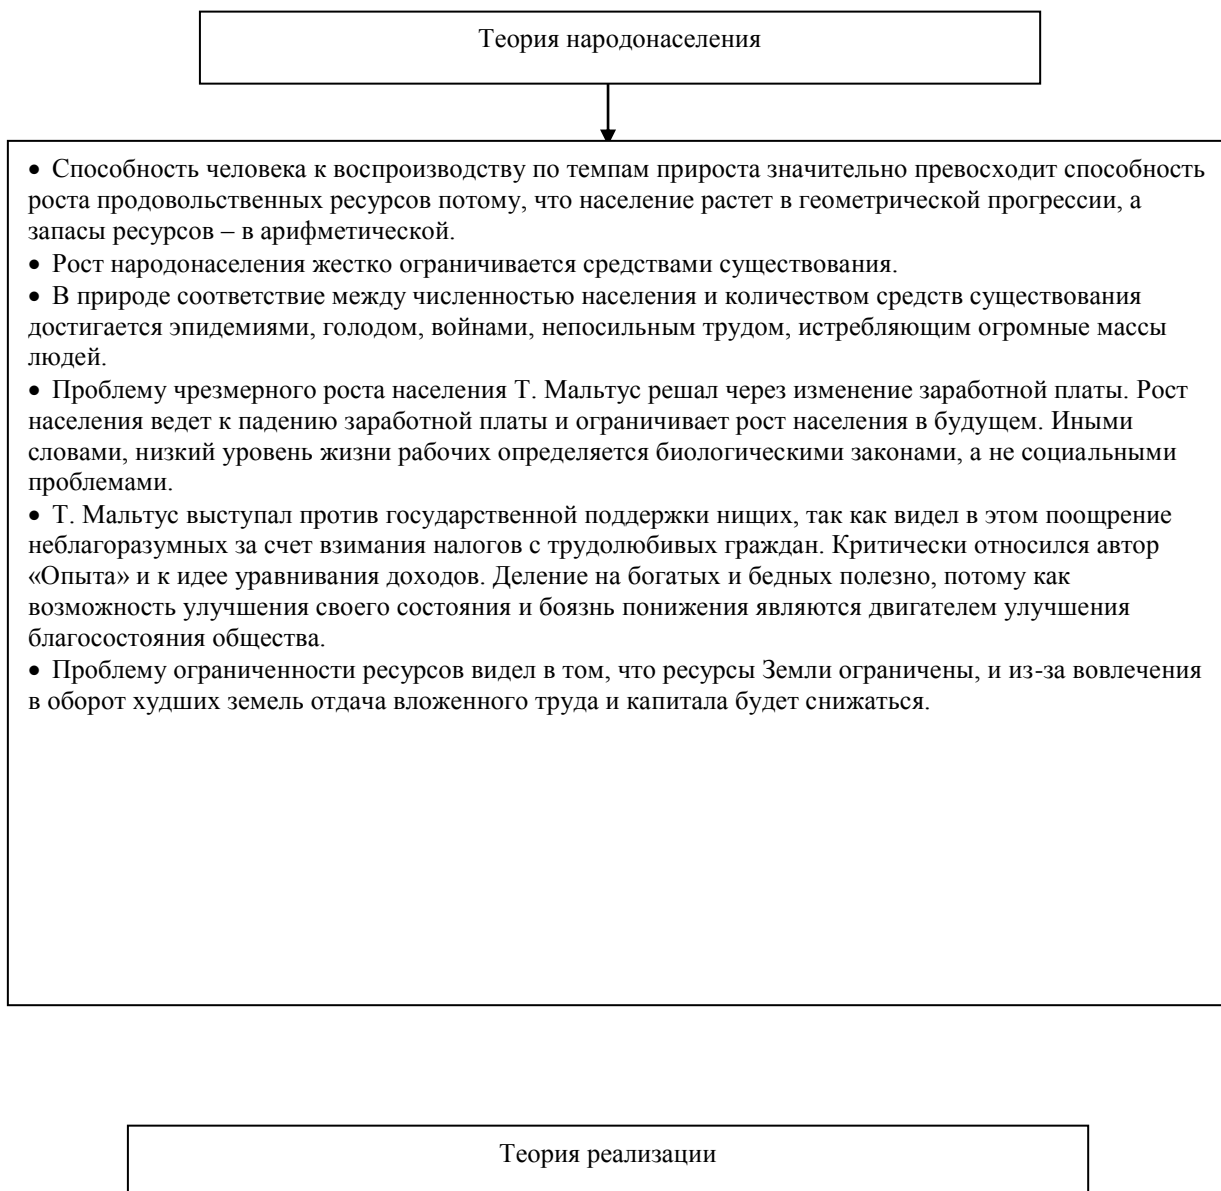 Теория народонаселения
• Способность человека к воспроизводству по темпам прироста значительно превосходит способность
роста продовольственных ресурсов потому, что население растет в геометрической прогрессии, а
запасы ресурсов – в арифметической.
• Рост народонаселения жестко ограничивается средствами существования.
• В природе соответствие между численностью населения и количеством средств существования
достигается эпидемиями, голодом, войнами, непосильным трудом, истребляющим огромные массы
людей.
• Проблему чрезмерного роста населения Т. Мальтус решал через изменение заработной платы. Рост
населения ведет к падению заработной платы и ограничивает рост населения в будущем. Иными
словами, низкий уровень жизни рабочих определяется биологическими законами, а не социальными
проблемами.
• Т. Мальтус выступал против государственной поддержки нищих, так как видел в этом поощрение
неблагоразумных за счет взимания налогов с трудолюбивых граждан. Критически относился автор
«Опыта» и к идее уравнивания доходов. Деление на богатых и бедных полезно, потому как
возможность улучшения своего состояния и боязнь понижения являются двигателем улучшения
благосостояния общества.
• Проблему ограниченности ресурсов видел в том, что ресурсы Земли ограничены, и из-за вовлечения
в оборот худших земель отдача вложенного труда и капитала будет снижаться.
Теория реализации